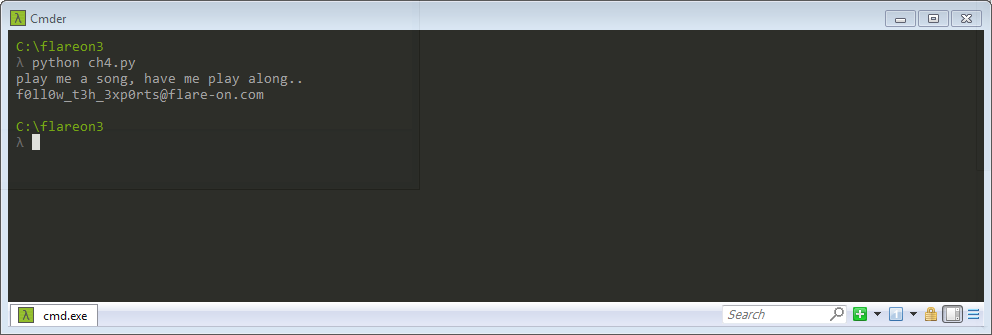 λ Cmder
C:\flareon3
λ python ch4.py
play me a song, have me play along..
f0ll0w_t3h_3xp0rts@flare-on.com
C:\flareon3
λ
λ cmd.exe
Search